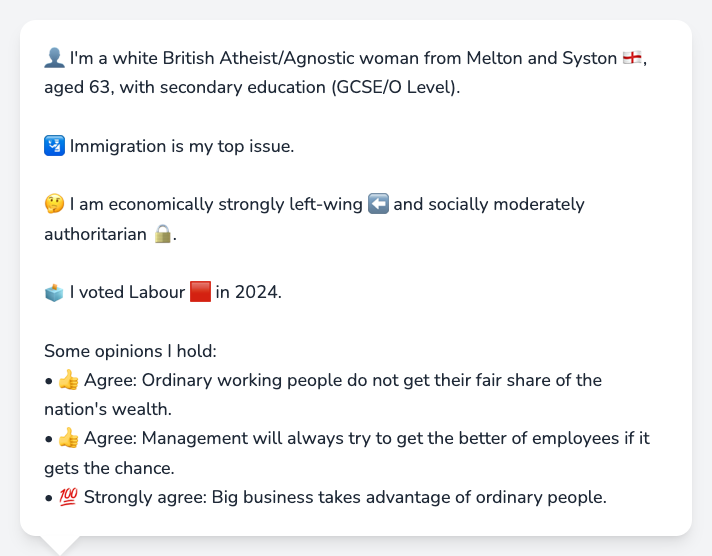 👤 I'm a white British Atheist/Agnostic woman from Melton and Syston 🏴󠁧󠁢󠁥󠁮󠁧󠁿,
aged 63, with secondary education (GCSE/O Level).
🛂 Immigration is my top issue.
🤔 I am economically strongly left-wing ⬅️ and socially moderately
authoritarian 🔒.
🗳️ I voted Labour 🟥 in 2024.
Some opinions I hold:
• 👍 Agree: Ordinary working people do not get their fair share of the
nation's wealth.
• 👍 Agree: Management will always try to get the better of employees if it
gets the chance.
• 💯 Strongly agree: Big business takes advantage of ordinary people.